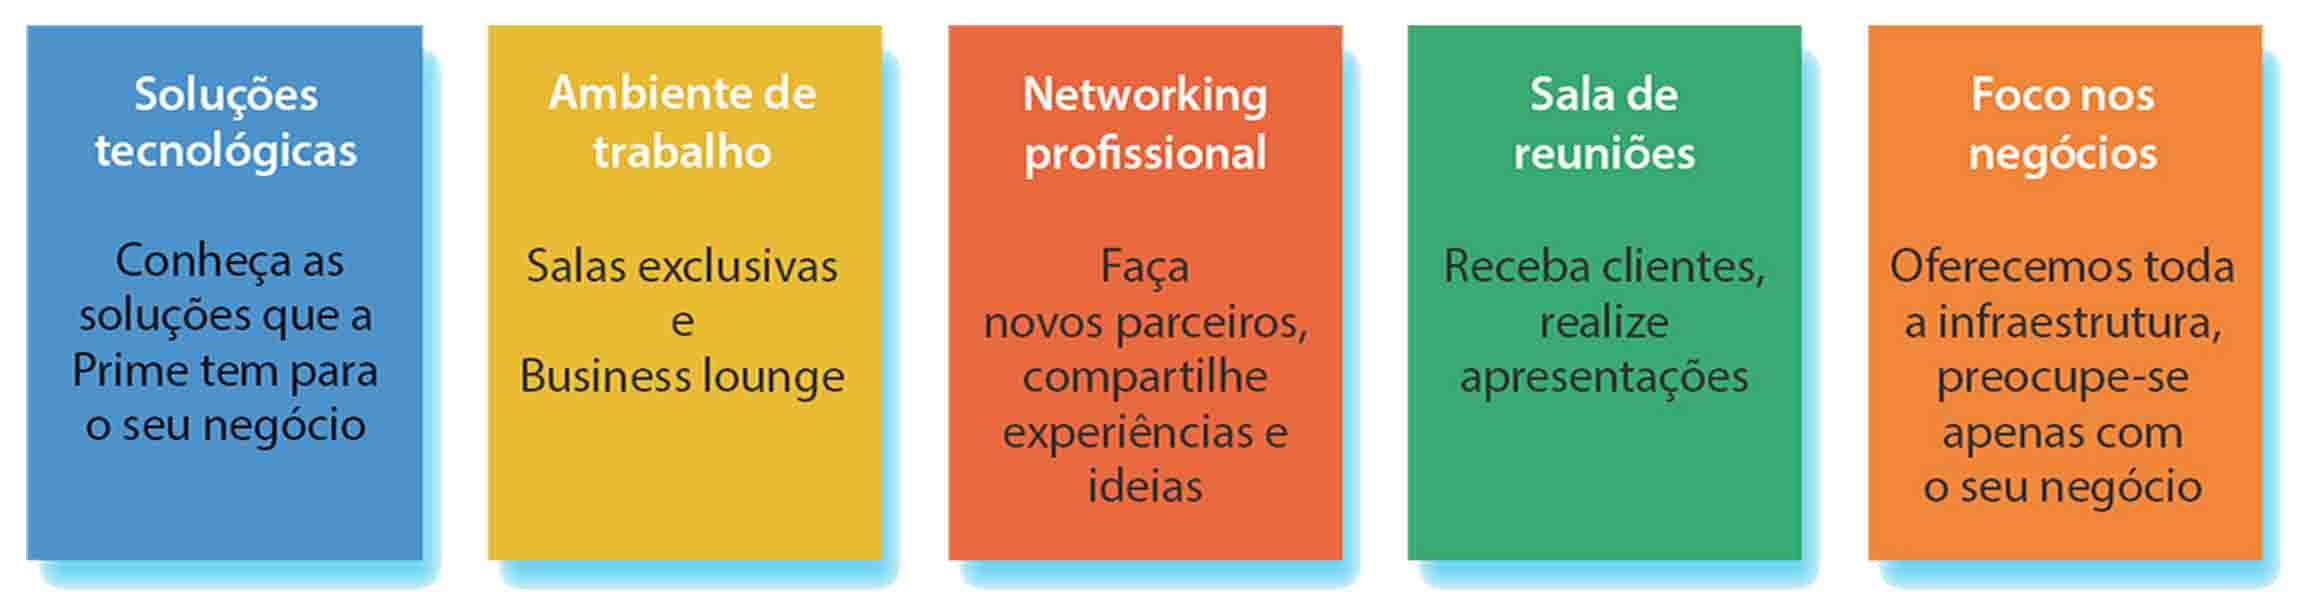 Soluções
tecnológicas
Conheça as
soluções que a
Prime tem para
o seu negócio
Ambiente de
trabalho
Salas exclusivas
e
Business lounge
Networking
profissional
Faça
novos parceiros,
compartilhe
experiências e
ideias
Sala de
reuniões
Receba clientes,
realize
apresentações
Foco nos
negócios
Oferecemos toda
a infraestrutura,
preocupe-se
apenas com
o seu negócio